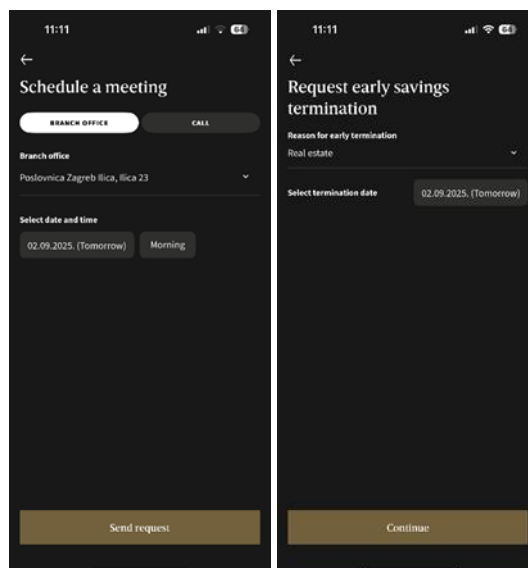 11:11
64
Schedule a meeting
BRANCH OFFICE
CALL
Branch office
Poslovnica Zagreb Ilica, Ilica 23
Select date and time
02.09.2025. (Tomorrow)
Morning
Send request
11:11
64
Request early savings
termination
Reason for early termination
Real estate
Select termination date
02.09.2025. (Tomorrow)
Continue